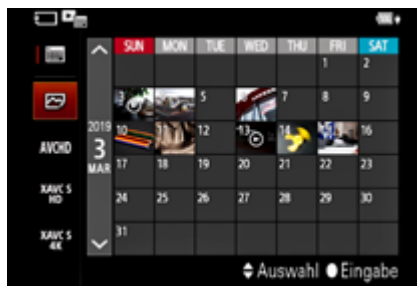 SUN MON TUE WED THU FRI SAT
1 2
3 5 7 8 9
2019 10 11 12 13 14 16
3
AVCHD
MAR 17 18 19 20 21 22 23
XAVC S
HD
24 25 26 27 28 29 30
XAVC S
4K
31
Auswahl Eingabe